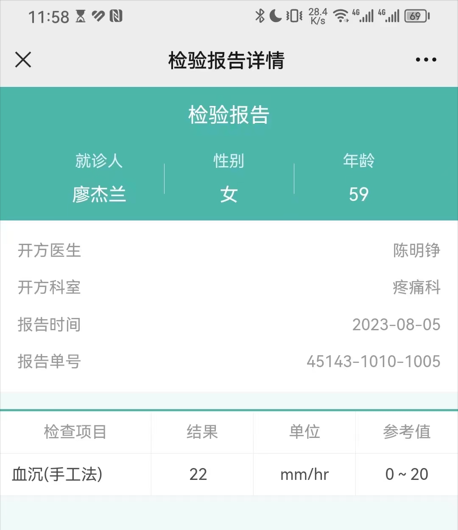 11:58 28.4 K/s 4G 4G 69
检验报告详情
检验报告
就诊人 性别 年龄
廖杰兰 女 59
开方医生 陈明铮
开方科室 疼痛科
报告时间 2023-08-05
报告单号 45143-1010-1005
检查项目 结果 单位 参考值
血沉(手工法) 22 mm/hr 0 ~ 20